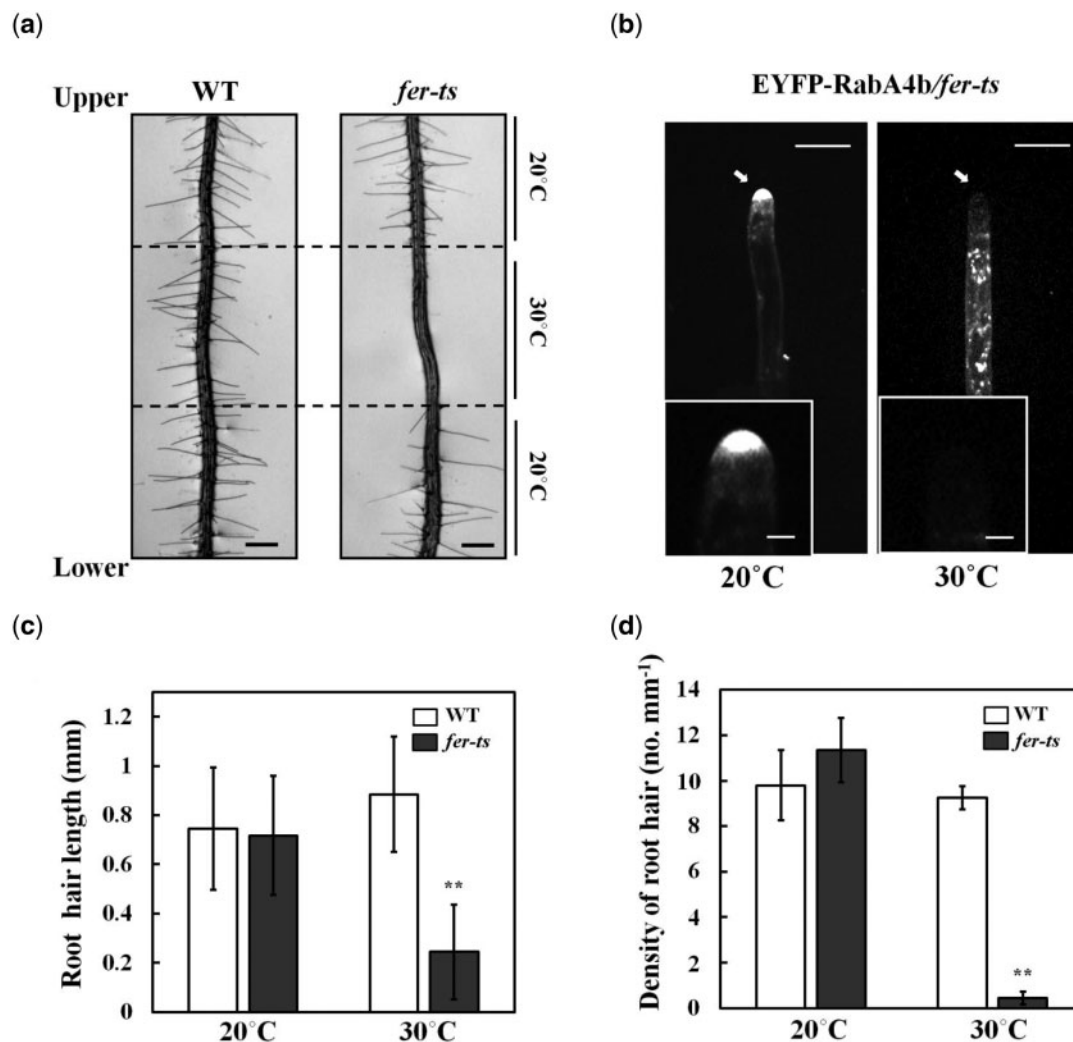 (a)
WT
fer-ts
Upper
20°C
30°C
20°C
Lower
(b)
EYFP-RabA4b/fer-ts
20°C
30°C
(c)
Root hair length (mm)
1.2
1
0.8
0.6
0.4
0.2
0
WT
fer-ts
**
20°C
30°C
(d)
Density of root hair (no. mm-1)
14
12
10
8
6
4
2
0
WT
fer-ts
**
20°C
30°C